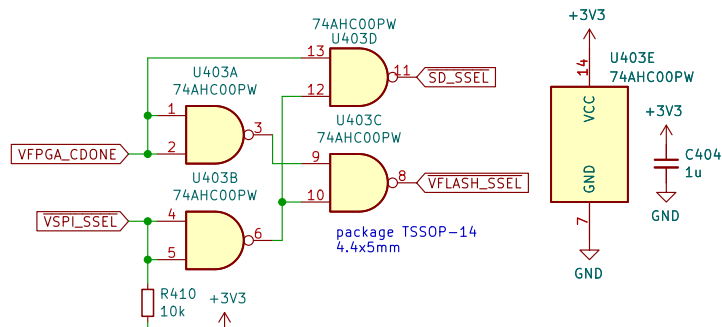 74AHC00PW
U403D
13
12
11
SD_SSEL
U403A
74AHC00PW
1
2
3
VFPGA_CDONE
U403C
74AHC00PW
9
10
8
VFLASH_SSEL
U403B
74AHC00PW
VSPI_SSEL
4
5
6
package TSSOP-14
4.4x5mm
R410
10k
+3V3
+3V3
14
U403E
74AHC00PW
VCC
GND
7
GND
+3V3
C404
1u
GND